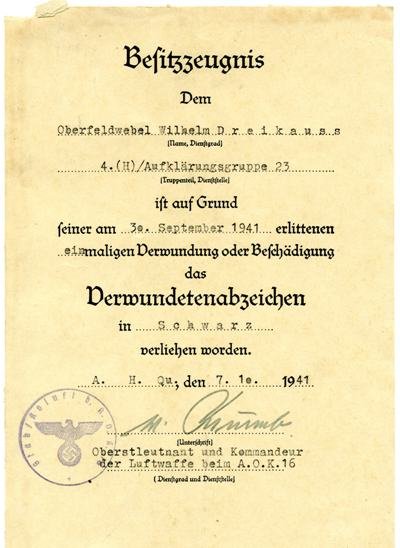 Besitzzeugnis
Dem
Oberfeldwebel Wilhelm Dreikauss
(Name, Dienstgrad)
4.(H)/Aufklärungsgruppe 23
(Truppenteil, Dienststelle)
ist auf Grund
seiner am 3o. September 1941 erlittenen
einmaligen Verwundung oder Beschädigung
das
Verwundetenabzeichen
in Schwarz
verliehen worden.
A. H. Qu., den 7. 1o. 1941
(Unterschrift)
Oberstleutnant und Kommandeur
der Luftwaffe beim A.O.K.16
(Dienstgrad und Dienststelle)